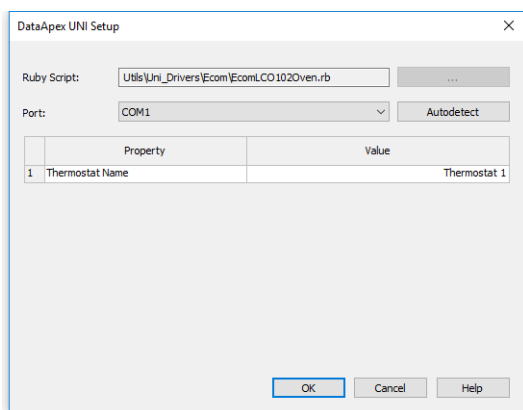 DataApex UNI Setup
Ruby Script: Utils\Uni_Drivers\Ecom\EcomLCO102Oven.rb ...
Port: COM1 Autodetect
Property Value
1 Thermostat Name Thermostat 1
OK Cancel Help